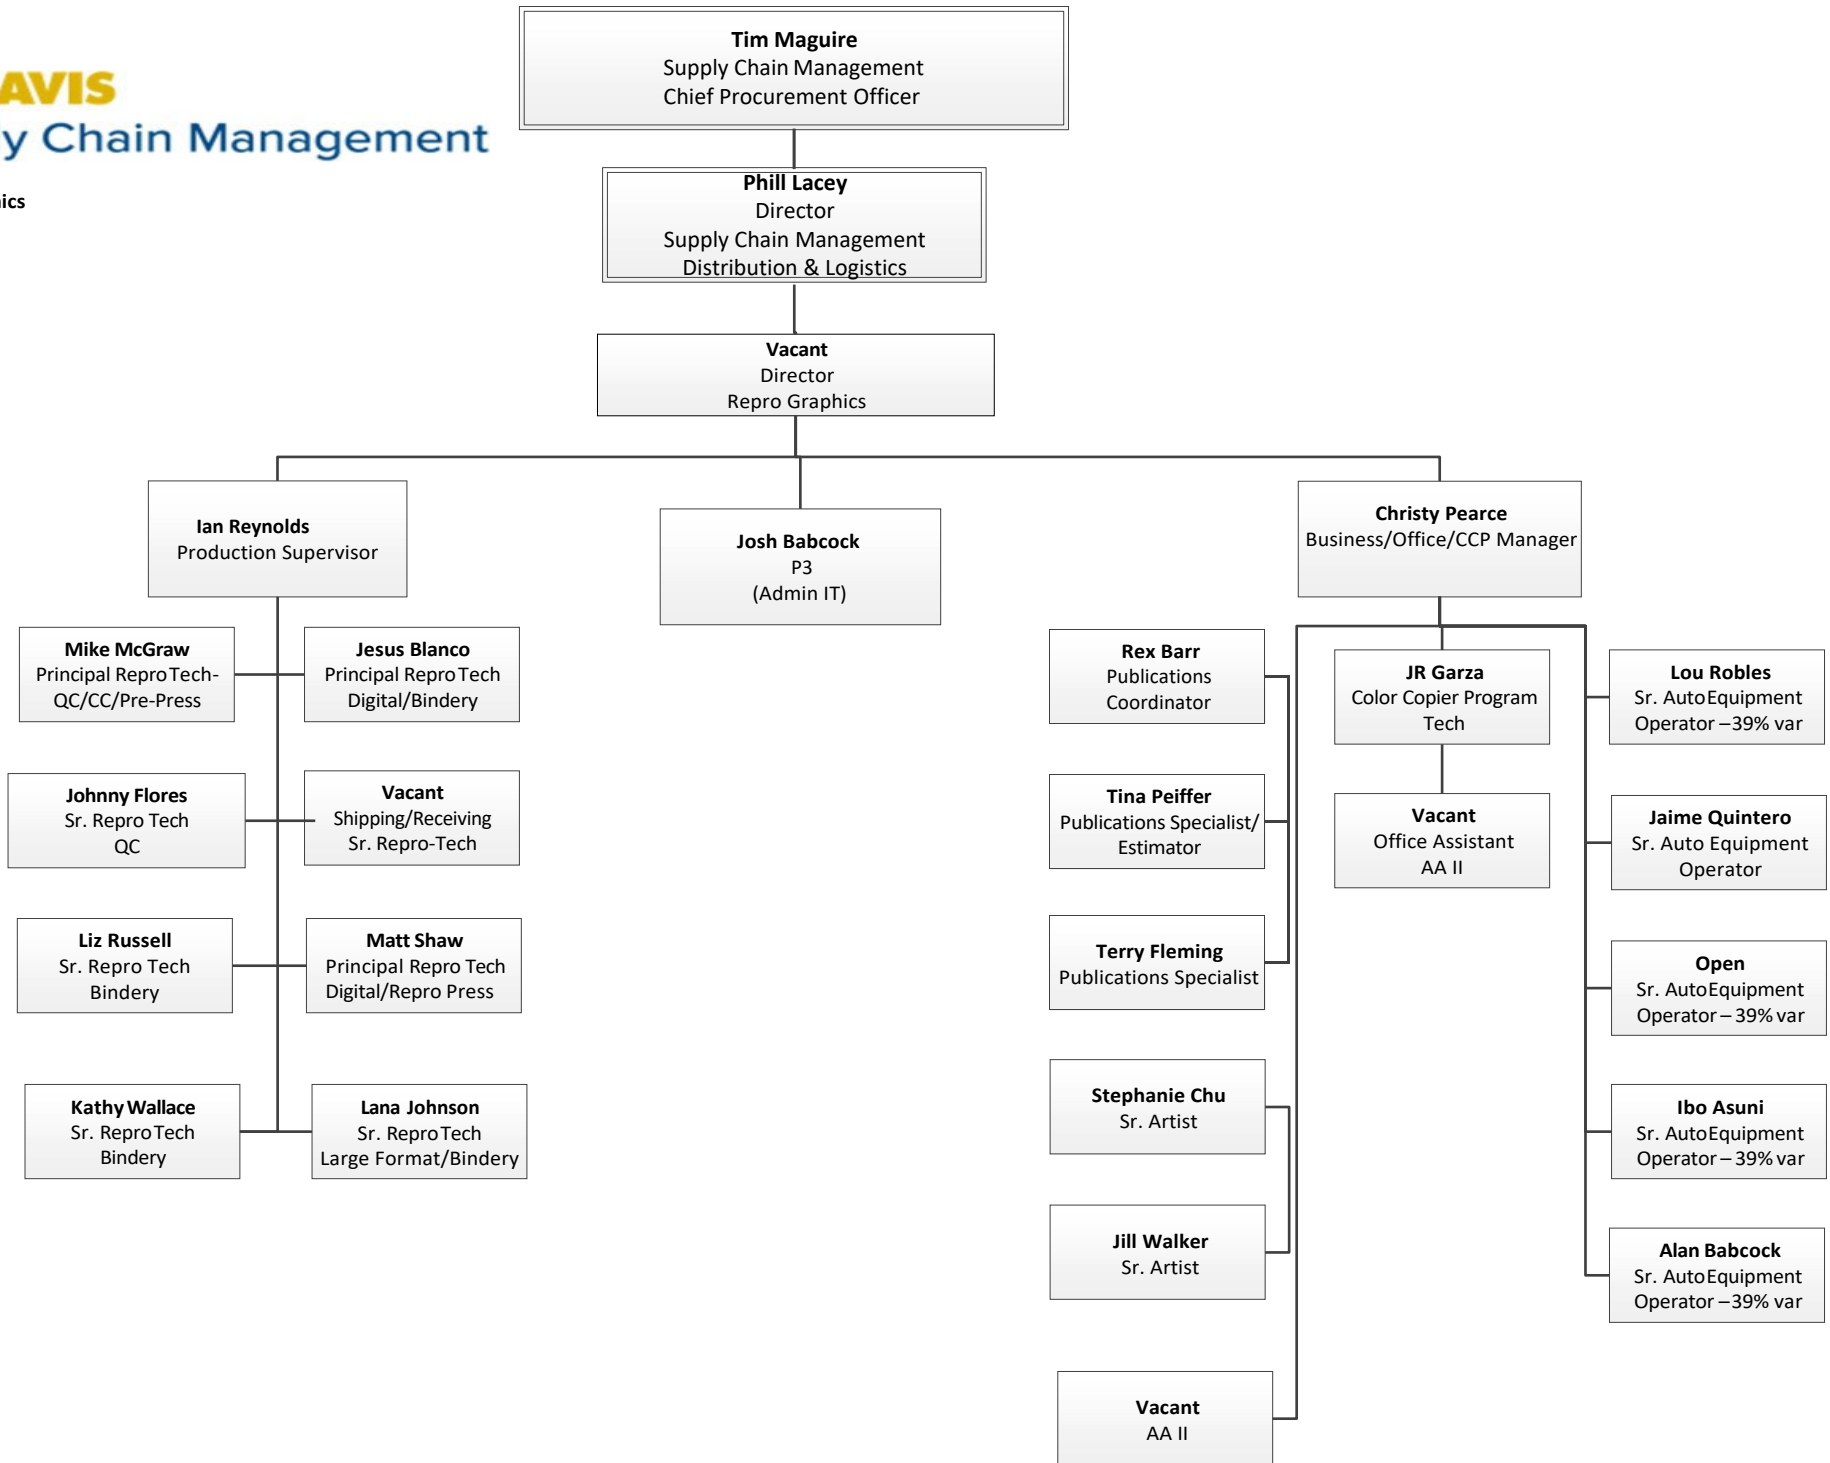 Tim Maguire
Supply Chain Management
Chief Procurement Officer
AVIS
y Chain Management
Phill Lacey
Director
Supply Chain Management
Distribution & Logistics
ics
Vacant
Director
Repro Graphics
Ian Reynolds
Production Supervisor
Josh Babcock
P3
(Admin IT)
Christy Pearce
Business/Office/CCP Manager
Mike McGraw
Principal Repro Tech-
QC/CC/Pre-Press
Jesus Blanco
Principal Repro Tech
Digital/Bindery
Johnny Flores
Sr. Repro Tech
QC
Vacant
Shipping/Receiving
Sr. Repro-Tech
Liz Russell
Sr. Repro Tech
Bindery
Matt Shaw
Principal Repro Tech
Digital/Repro Press
Kathy Wallace
Sr. Repro Tech
Bindery
Lana Johnson
Sr. Repro Tech
Large Format/Bindery
Rex Barr
Publications
Coordinator
Tina Peiffer
Publications Specialist/
Estimator
Terry Fleming
Publications Specialist
Stephanie Chu
Sr. Artist
Jill Walker
Sr. Artist
Vacant
AA II
JR Garza
Color Copier Program
Tech
Vacant
Office Assistant
AA II
Lou Robles
Sr. Auto Equipment
Operator – 39% var
Jaime Quintero
Sr. Auto Equipment
Operator
Open
Sr. Auto Equipment
Operator – 39% var
Ibo Asuni
Sr. Auto Equipment
Operator – 39% var
Alan Babcock
Sr. Auto Equipment
Operator – 39% var